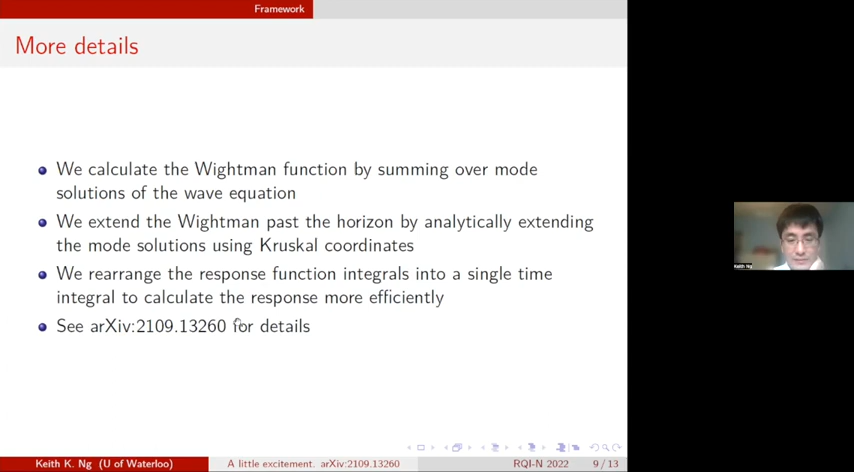 Framework
More details
We calculate the Wightman function by summing over mode
solutions of the wave equation
We extend the Wightman past the horizon by analytically extending
the mode solutions using Kruskal coordinates
We rearrange the response function integrals into a single time
integral to calculate the response more efficiently
See arXiv:2109.13260 for details
Keith Ng
Keith K. Ng (U of Waterloo)
A little excitement. arXiv:2109.13260
RQI-N 2022
9 / 13